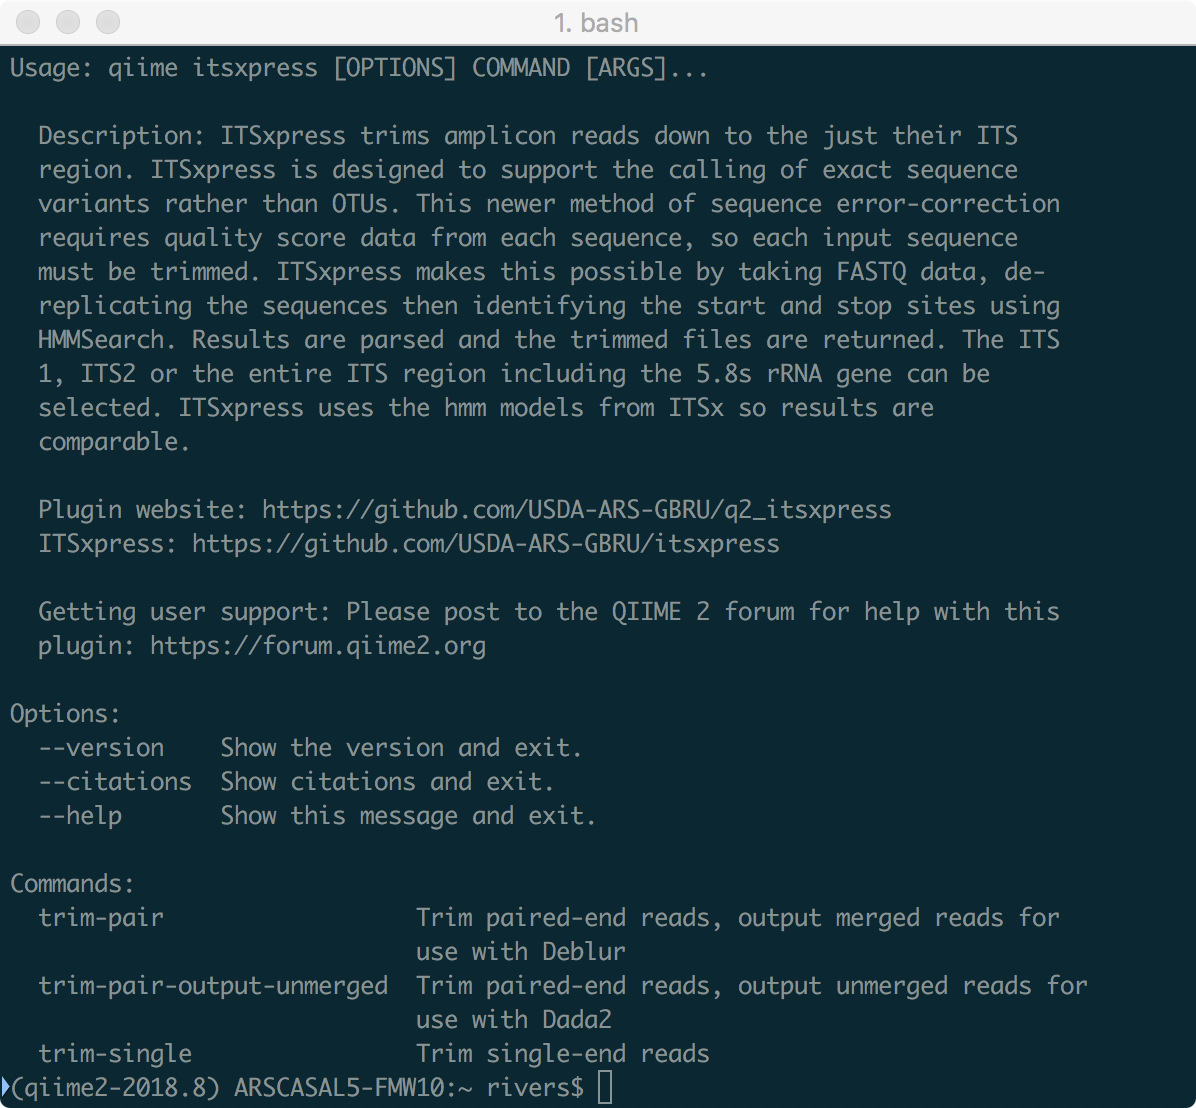 1. bash
Usage: qiime itsxpress [OPTIONS] COMMAND [ARGS]...
Description: ITSxpress trims amplicon reads down to the just their ITS
region. ITSxpress is designed to support the calling of exact sequence
variants rather than OTUs. This newer method of sequence error-correction
requires quality score data from each sequence, so each input sequence
must be trimmed. ITSxpress makes this possible by taking FASTQ data, de-
replicating the sequences then identifying the start and stop sites using
HMMSearch. Results are parsed and the trimmed files are returned. The ITS
1, ITS2 or the entire ITS region including the 5.8s rRNA gene can be
selected. ITSxpress uses the hmm models from ITSx so results are
comparable.
Plugin website: https://github.com/USDA-ARS-GBRU/q2_itsxpress
ITSxpress: https://github.com/USDA-ARS-GBRU/itsxpress
Getting user support: Please post to the QIIME 2 forum for help with this
plugin: https://forum.qiime2.org
Options:
--version    Show the version and exit.
--citations  Show citations and exit.
--help       Show this message and exit.
Commands:
trim-pair                  Trim paired-end reads, output merged reads for
use with Deblur
trim-pair-output-unmerged  Trim paired-end reads, output unmerged reads for
use with Dada2
trim-single                Trim single-end reads
(qiime2-2018.8) ARSCASAL5-FMW10:~ rivers$